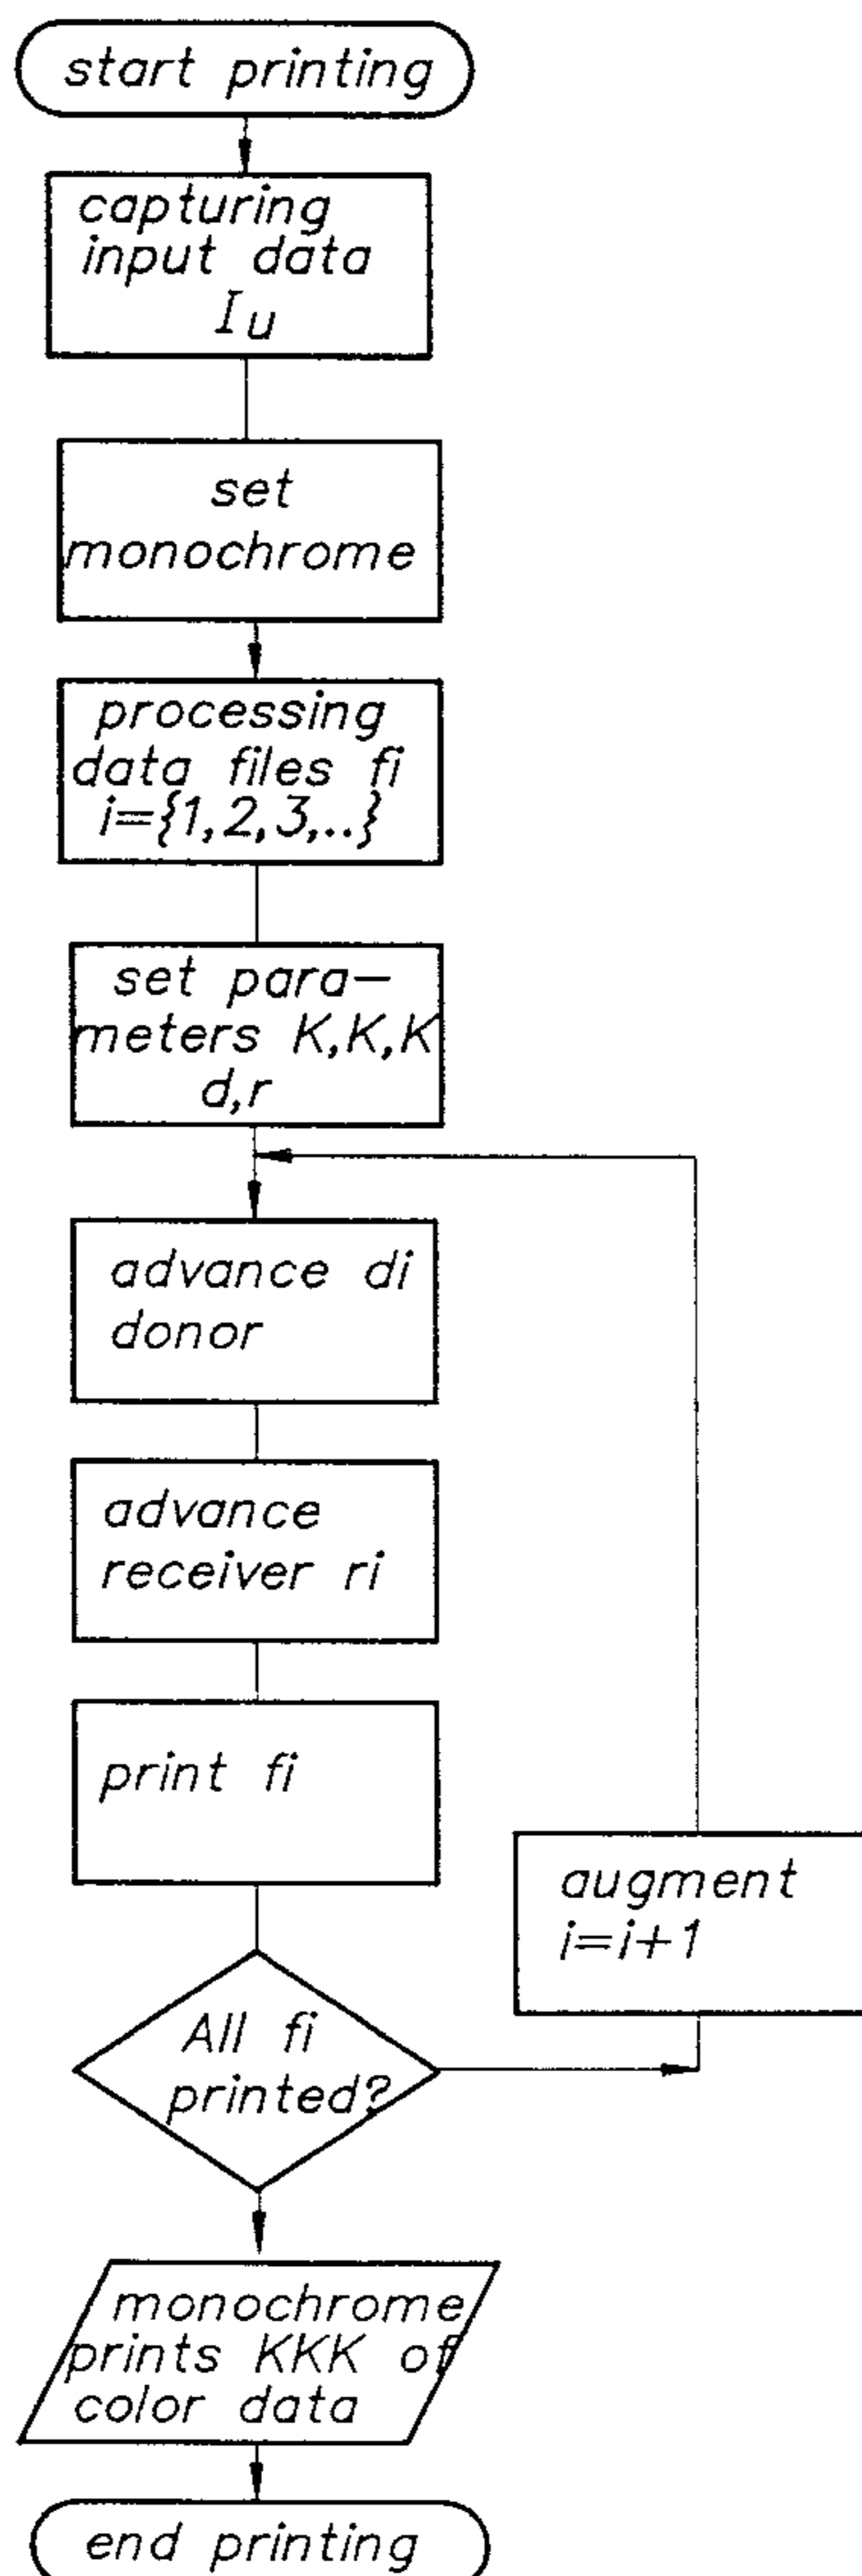 start printing
capturing
input data
Iu
set
monochrome
processing
data files fi
i={1,2,3,..}
set para-
meters K,K,K
d,r
advance di
donor
advance
receiver ri
print fi
augment
i=i+1
All fi
printed?
monochrome
prints KKK of
color data
end printing